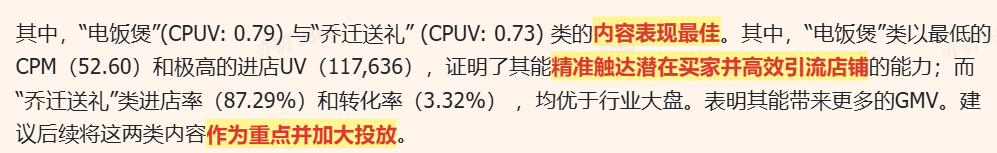 其中，“电饭煲”(CPUV: 0.79) 与“乔迁送礼” (CPUV: 0.73) 类的内容表现最佳。其中，“电饭煲”类以最低的
CPM（52.60）和极高的进店UV（117,636），证明了其能精准触达潜在买家并高效引流店铺的能力；而
“乔迁送礼”类进店率（87.29%）和转化率（3.32%） ，均优于行业大盘。表明其能带来更多的GMV。建
议后续将这两类内容作为重点并加大投放。